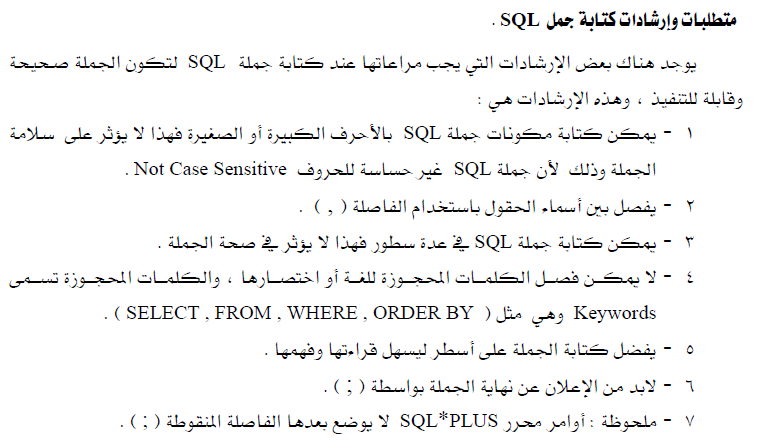 متطلبات وإرشادات كتابة جمل SQL .
يوجد هناك بعض الإرشادات التي يجب مراعاتها عند كتابة جملة SQL لتكون الجملة صحيحة
وقابلة للتنفيذ ، وهذه الإرشادات هي :
١ - يمكن كتابة مكونات جملة SQL بالأحرف الكبيرة أو الصغيرة فهذا لا يؤثر على سلامة
الجملة وذلك لأن جملة SQL غير حساسة للحروف Not Case Sensitive .
٢ - يفصل بين أسماء الحقول باستخدام الفاصلة ( , ) .
٣ - يمكن كتابة جملة SQL في عدة سطور فهذا لا يؤثر في صحة الجملة .
٤ - لا يمكن فصل الكلمات المحجوزة للغة أو اختصارها ، والكلمات المحجوزة تسمى
Keywords وهي مثل ( SELECT , FROM , WHERE , ORDER BY ) .
٥ - يفضل كتابة الجملة على أسطر ليسهل قراءتها وفهمها .
٦ - لابد من الإعلان عن نهاية الجملة بواسطة ( ; ) .
٧ - ملحوظة : أوامر محرر SQL*PLUS لا يوضع بعدها الفاصلة المنقوطة ( ; ) .